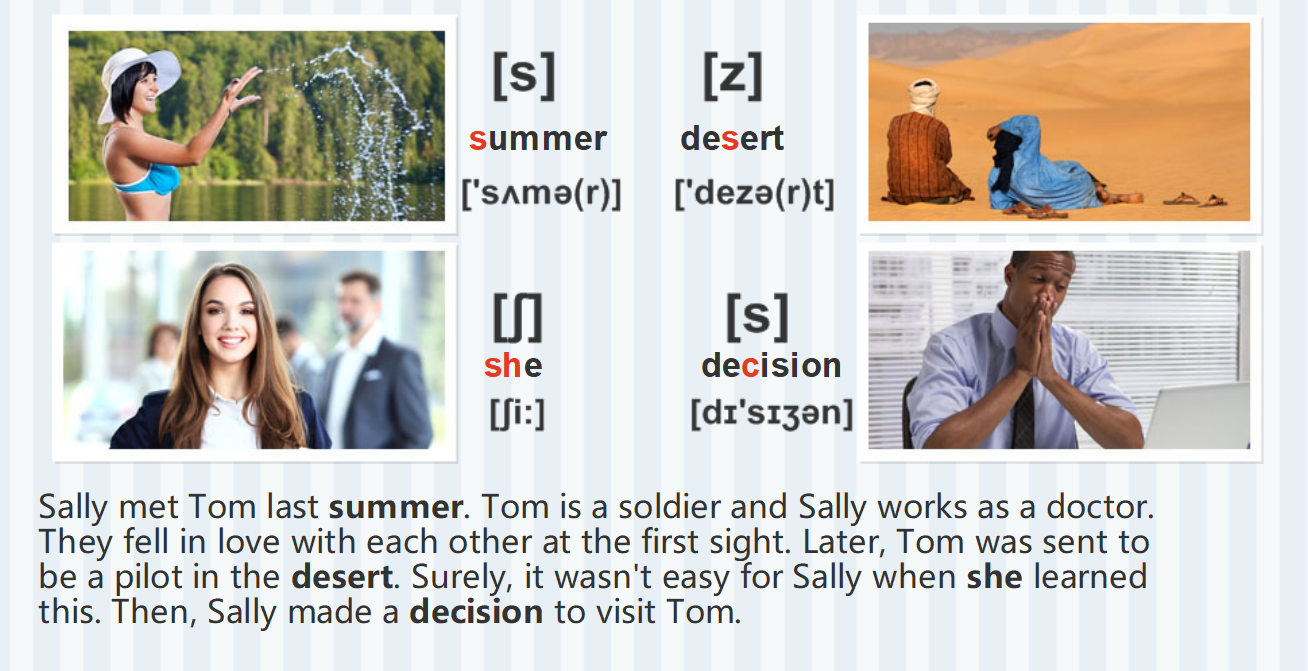 [s] [z]
summer desert
['sʌmə(r)] ['dezə(r)t]
[ʃ] [s]
she decision
[ʃi:] [dɪ'sɪʒən]
Sally met Tom last summer. Tom is a soldier and Sally works as a doctor.
They fell in love with each other at the first sight. Later, Tom was sent to
be a pilot in the desert. Surely, it wasn't easy for Sally when she learned
this. Then, Sally made a decision to visit Tom.